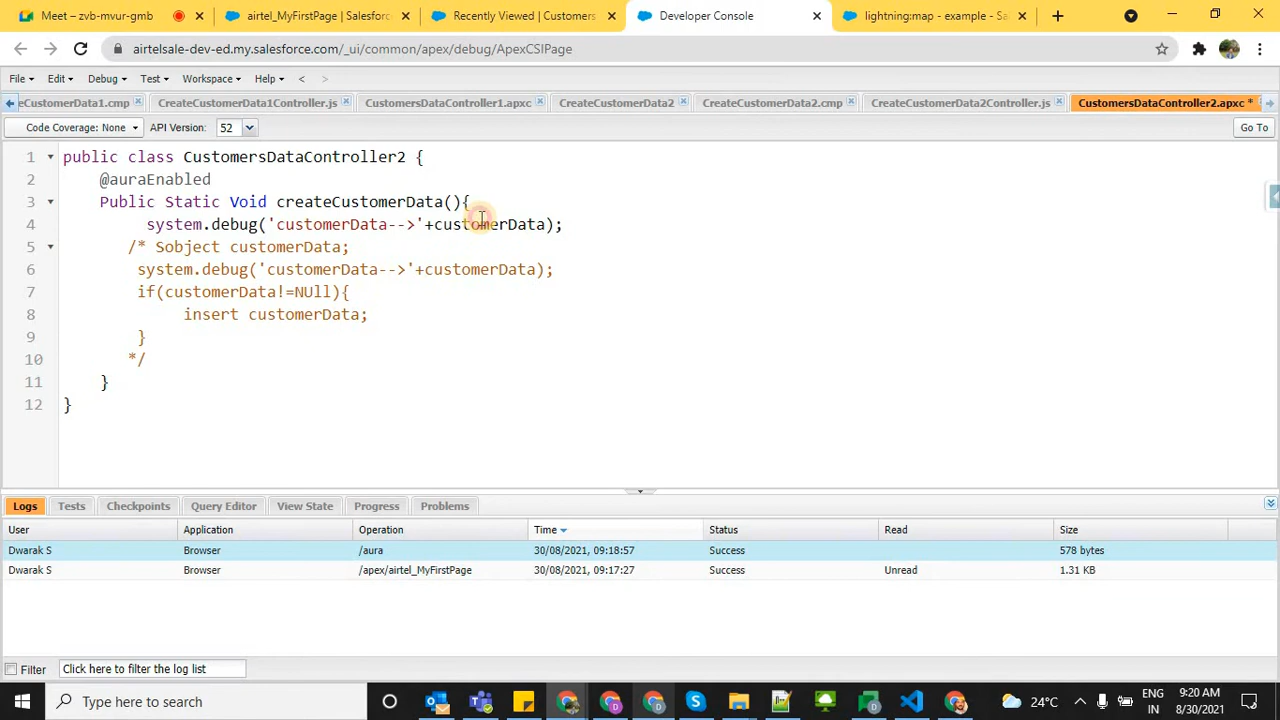 Meet – zvb-mvur-gmb
airtel_MyFirstPage | Salesforc
Recently Viewed | Customers
Developer Console
lightning:map - example - Sa
airtelsale-dev-ed.my.salesforce.com/_ui/common/apex/debug/ApexCSIPage
File Edit Debug Test Workspace Help < >
eCustomerData1.cmp CreateCustomerData1Controller.js CustomersDataController1.apxc CreateCustomerData2 CreateCustomerData2.cmp CreateCustomerData2Controller.js CustomersDataController2.apxc *
Code Coverage: None API Version: 52 Go To
1 public class CustomersDataController2 {
2 @auraEnabled
3 Public Static Void createCustomerData(){
4 system.debug('customerData-->'+customerData);
5 /* Sobject customerData;
6 system.debug('customerData-->'+customerData);
7 if(customerData!=NUll){
8 insert customerData;
9 }
10 */
11 }
12 }
Logs Tests Checkpoints Query Editor View State Progress Problems
User Application Operation Time Status Read Size
Dwarak S Browser /aura 30/08/2021, 09:18:57 Success 578 bytes
Dwarak S Browser /apex/airtel_MyFirstPage 30/08/2021, 09:17:27 Success Unread 1.31 KB
Filter Click here to filter the log list
Type here to search
24°C
ENG
IN
9:20 AM
8/30/2021